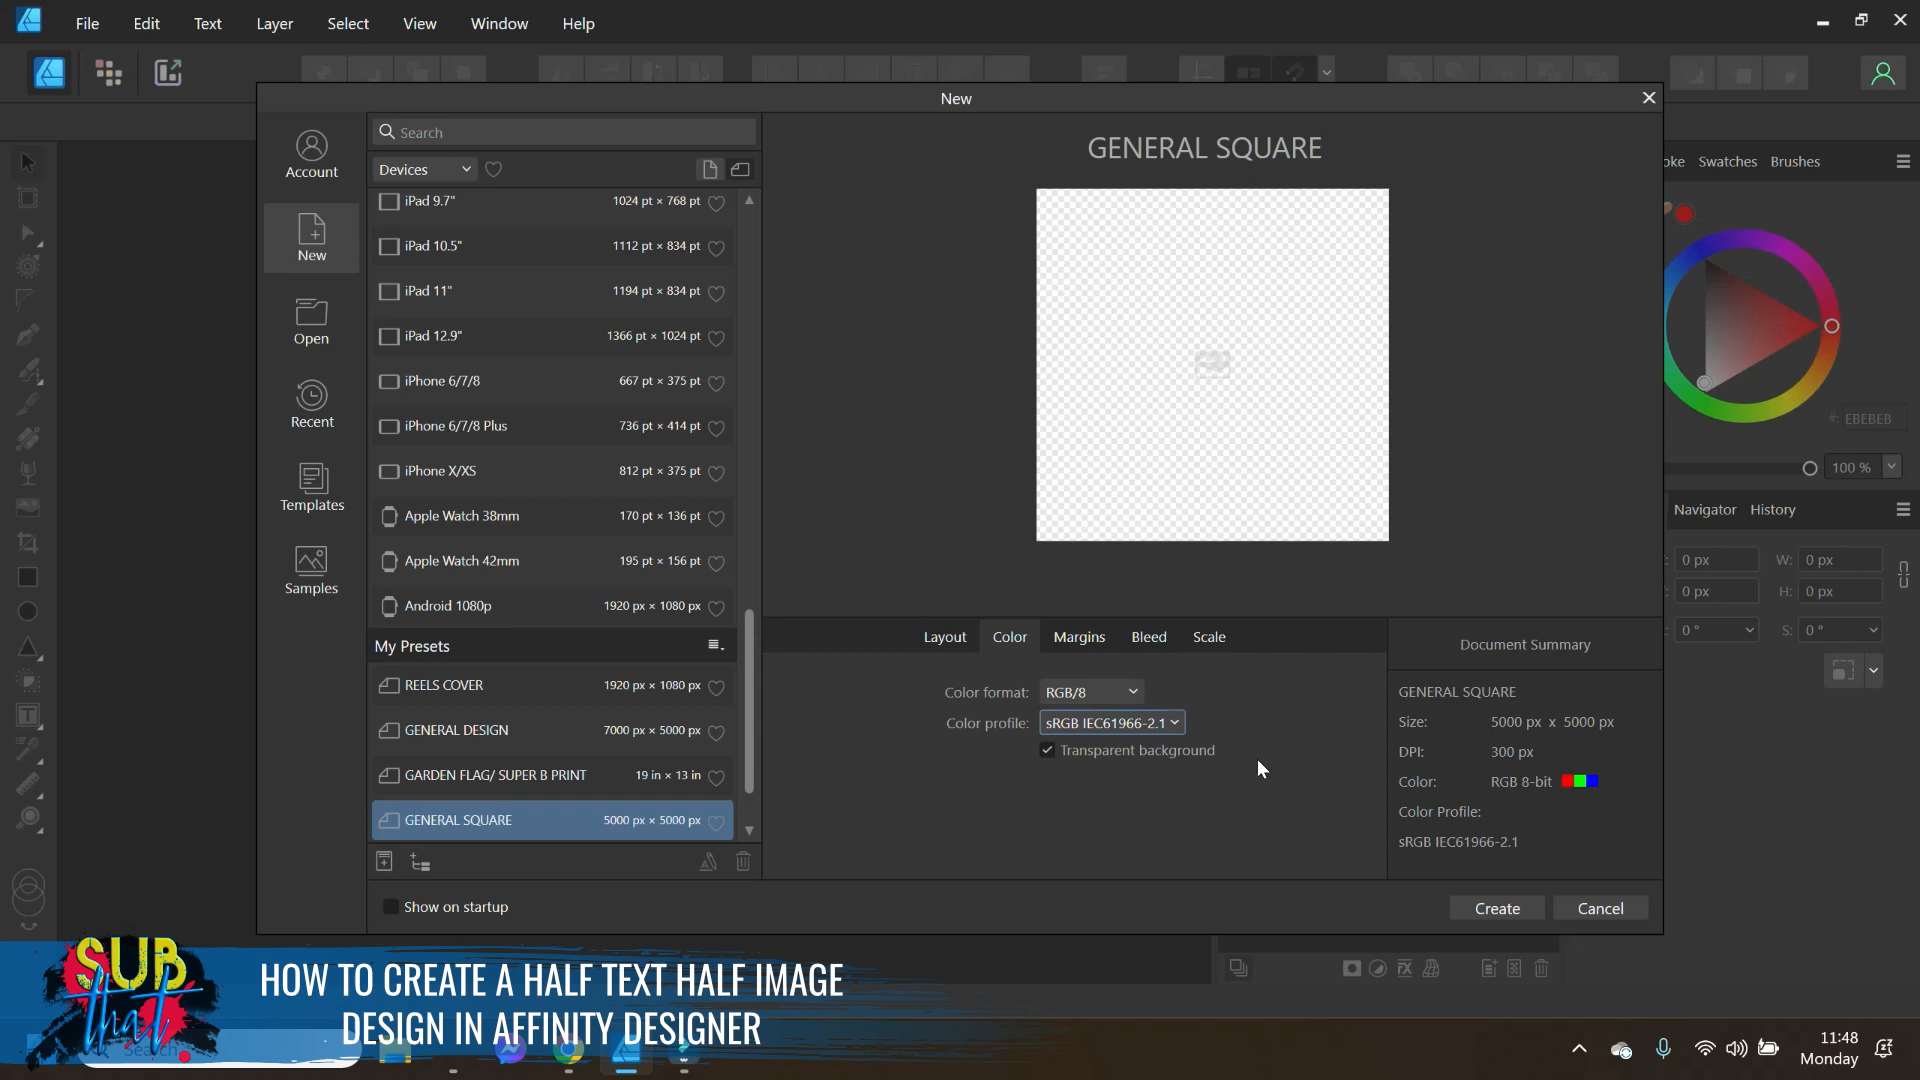 File Edit Text Layer Select View Window Help
New
Account
New
Open
Recent
Templates
Samples
Search
Devices
iPad 9.7" 1024 pt × 768 pt
iPad 10.5" 1112 pt × 834 pt
iPad 11" 1194 pt × 834 pt
iPad 12.9" 1366 pt × 1024 pt
iPhone 6/7/8 667 pt × 375 pt
iPhone 6/7/8 Plus 736 pt × 414 pt
iPhone X/XS 812 pt × 375 pt
Apple Watch 38mm 170 pt × 136 pt
Apple Watch 42mm 195 pt × 156 pt
Android 1080p 1920 px × 1080 px
My Presets
REELS COVER 1920 px × 1080 px
GENERAL DESIGN 7000 px × 5000 px
GARDEN FLAG/ SUPER B PRINT 19 in × 13 in
GENERAL SQUARE 5000 px × 5000 px
Show on startup
GENERAL SQUARE
Layout Color Margins Bleed Scale
Color format: RGB/8
Color profile: sRGB IEC61966-2.1
Transparent background
Document Summary
GENERAL SQUARE
Size: 5000 px x 5000 px
DPI: 300 px
Color: RGB 8-bit
Color Profile:
sRGB IEC61966-2.1
Create Cancel
Swatches Brushes
#: EBEBEB
100 %
Navigator History
0 px W: 0 px
0 px H: 0 px
0 ° S: 0 °
SUB
that
HOW TO CREATE A HALF TEXT HALF IMAGE
DESIGN IN AFFINITY DESIGNER
Search
11:48
Monday